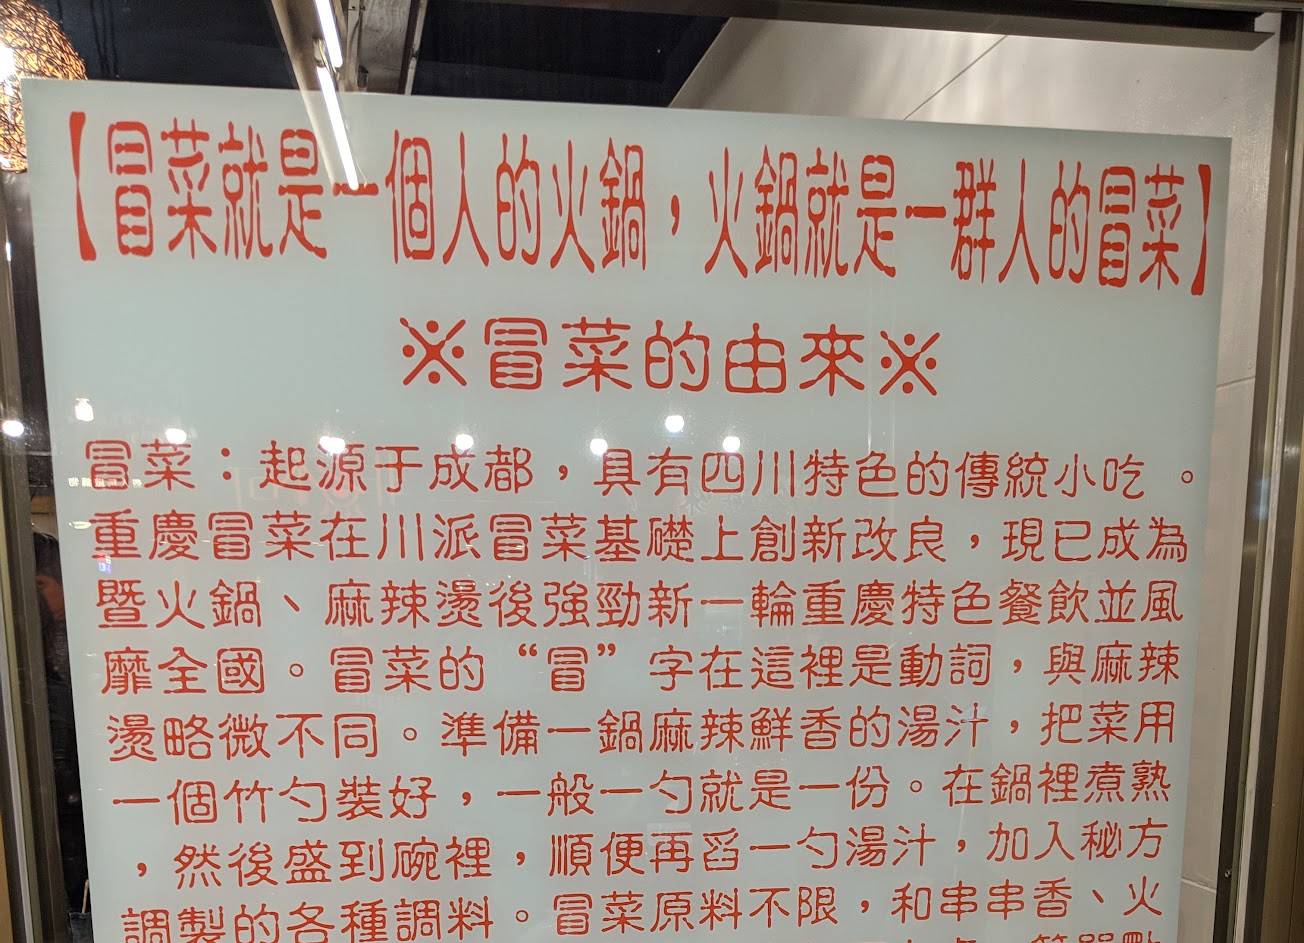 【冒菜就是一個人的火鍋，火鍋就是一群人的冒菜】
※冒菜的由來※
冒菜：起源于成都，具有四川特色的傳統小吃。
重慶冒菜在川派冒菜基礎上創新改良，現已成為
暨火鍋、麻辣燙後強勁新一輪重慶特色餐飲並風
靡全國。冒菜的“冒”字在這裡是動詞，與麻辣
燙略微不同。準備一鍋麻辣鮮香的湯汁，把菜用
一個竹勺裝好，一般一勺就是一份。在鍋裡煮熟
，然後盛到碗裡，順便再舀一勺湯汁，加入秘方
調製的各種調料。冒菜原料不限，和串串香、火